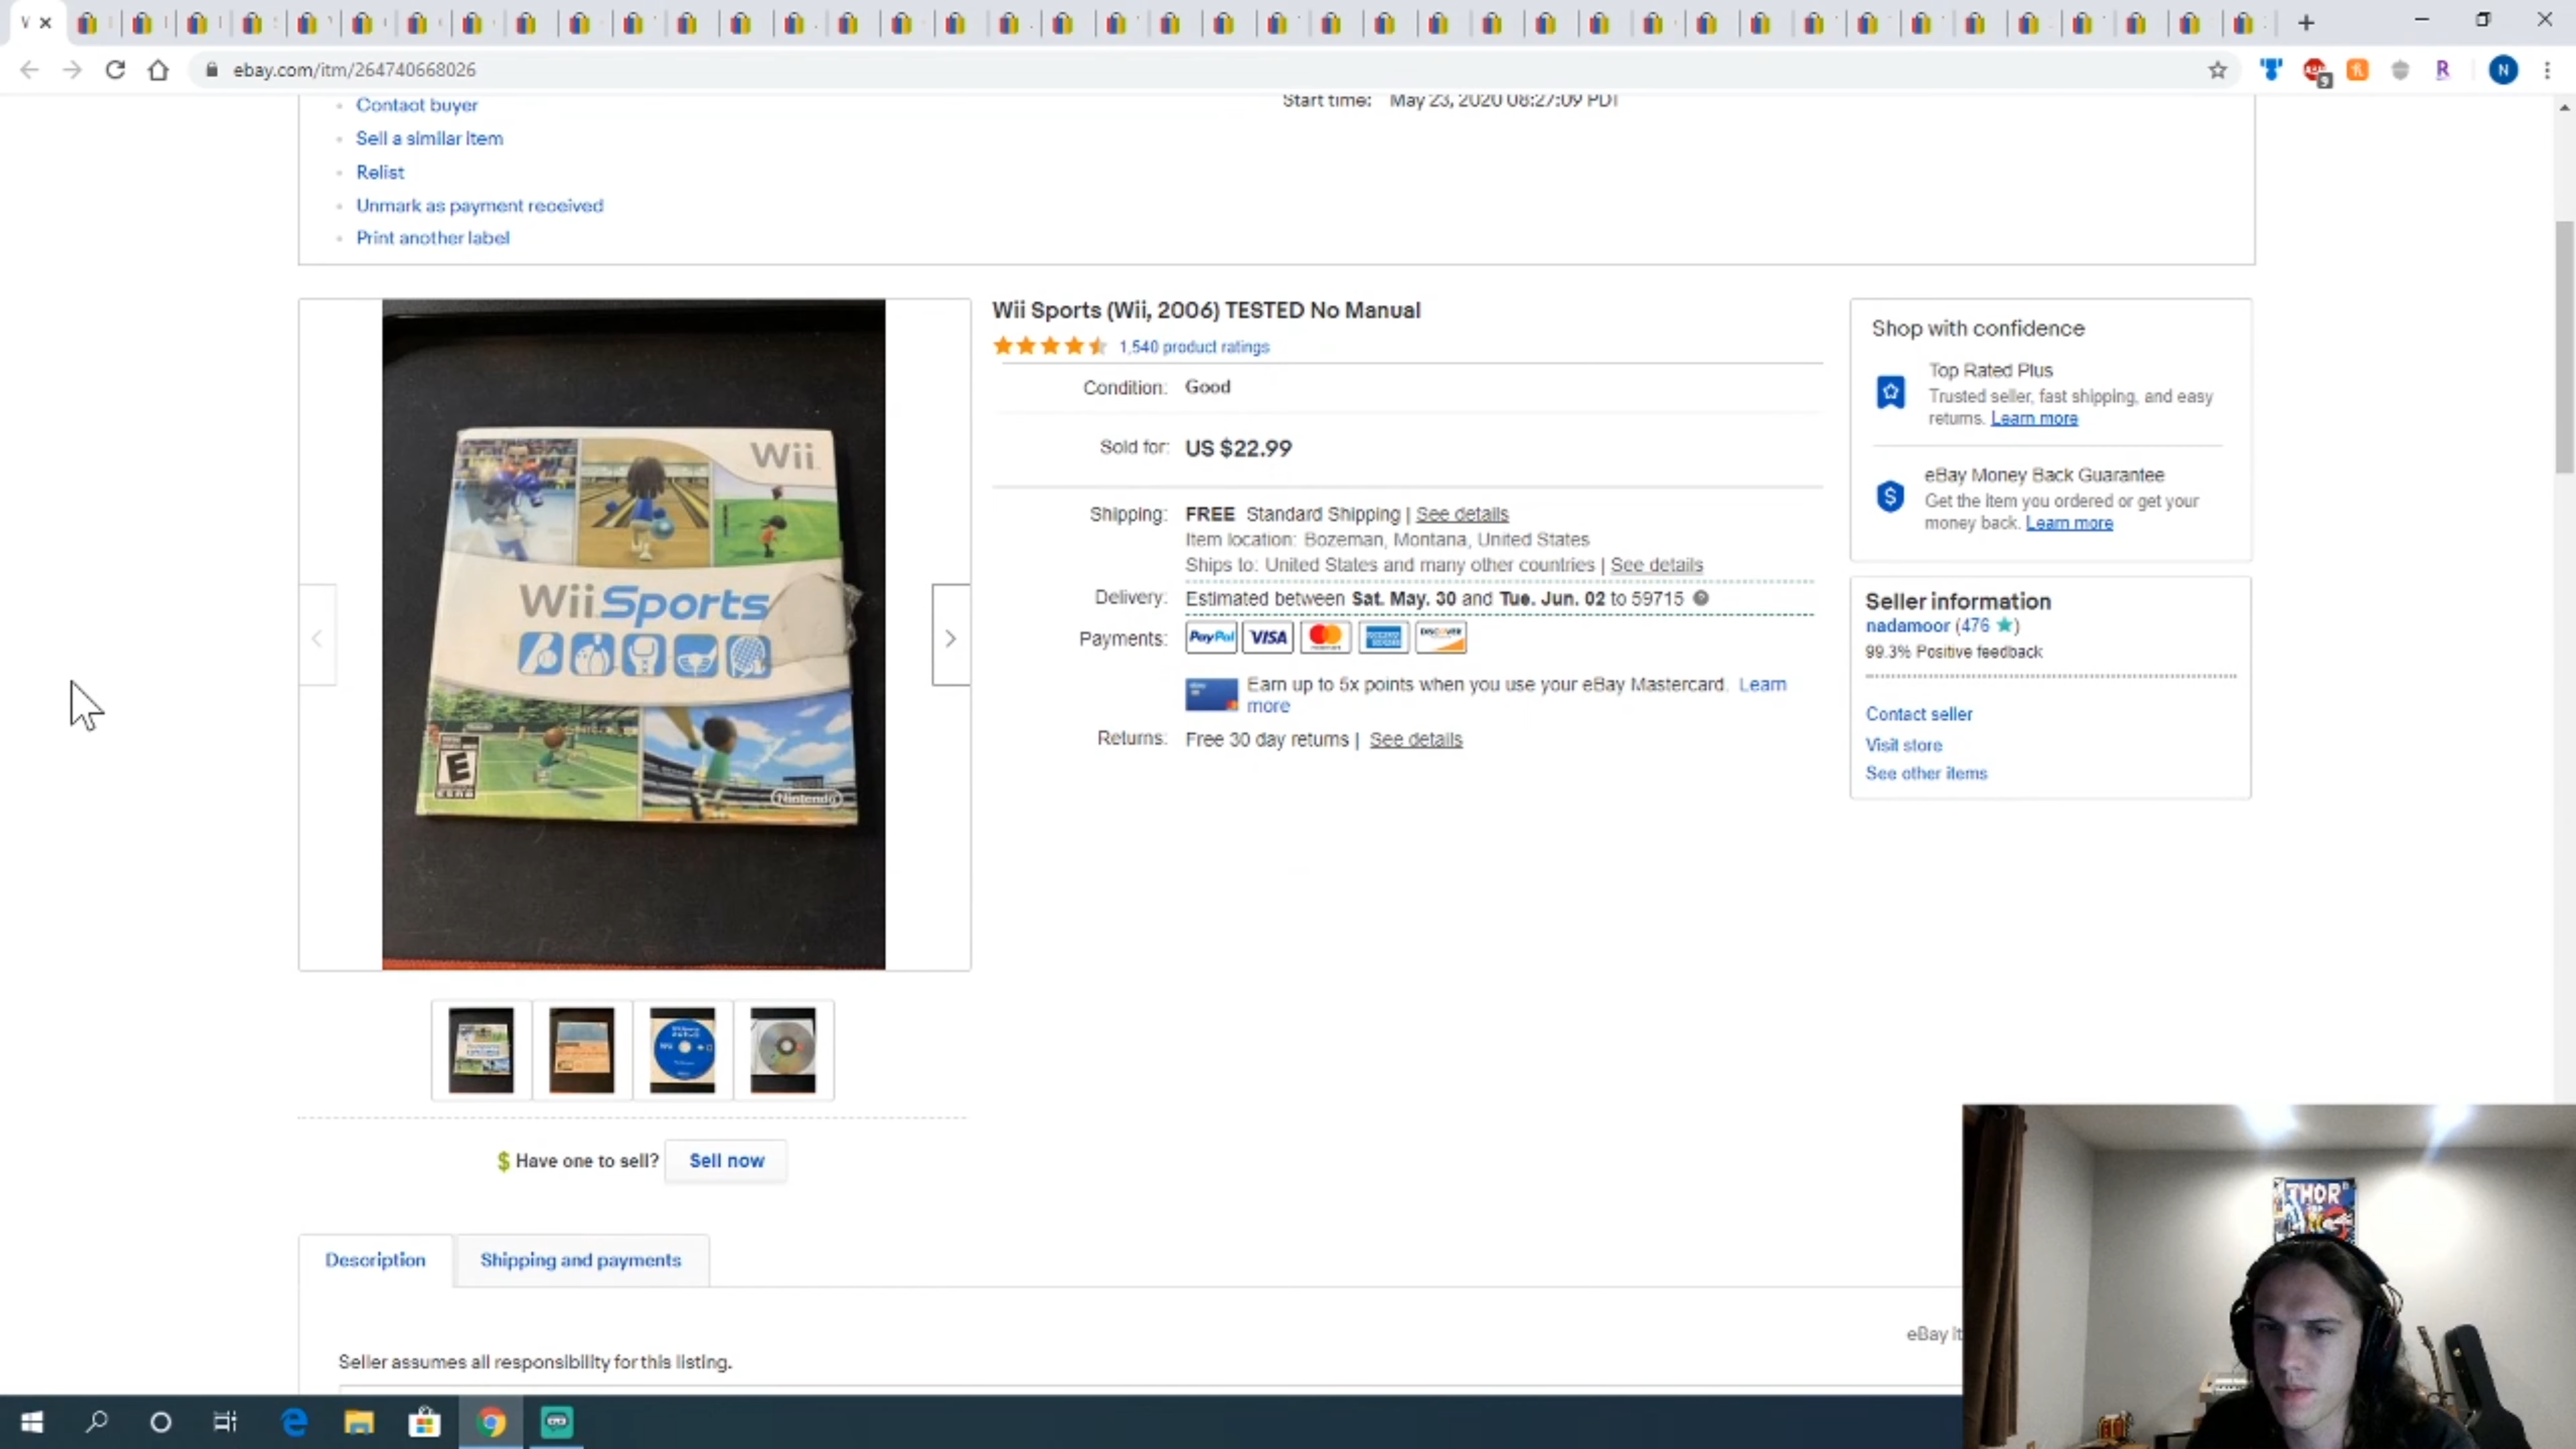 ebay.com/itm/264740668026
N
Contact buyer
Start time: May 23, 2020 08:27:09 PDT
Sell a similar item
Relist
Unmark as payment received
Print another label
Wii
Wii Sports
E
Nintendo
Wii Sports (Wii, 2006) TESTED No Manual
1,540 product ratings
Condition: Good
Sold for: US $22.99
Shipping: FREE Standard Shipping | See details
Item location: Bozeman, Montana, United States
Ships to: United States and many other countries | See details
Delivery: Estimated between Sat. May. 30 and Tue. Jun. 02 to 59715
Payments: PayPal VISA DISCOVER
Earn up to 5x points when you use your eBay Mastercard. Learn
more
Returns: Free 30 day returns | See details
Shop with confidence
Top Rated Plus
Trusted seller, fast shipping, and easy
returns. Learn more
eBay Money Back Guarantee
Get the item you ordered or get your
money back. Learn more
Seller information
nadamoor (476)
99.3% Positive feedback
Contact seller
Visit store
See other items
$ Have one to sell? Sell now
Description Shipping and payments
eBay it
Seller assumes all responsibility for this listing.
THOR